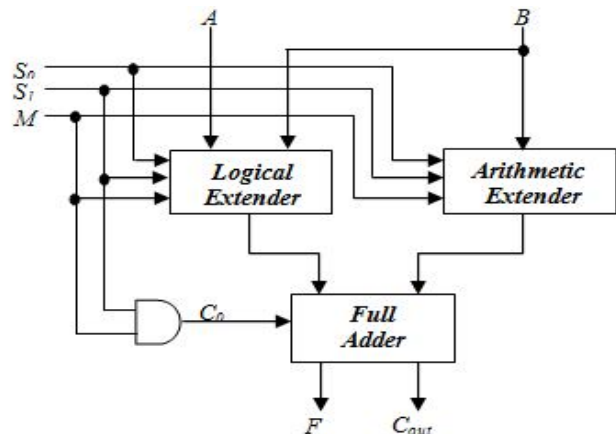 A
B
S0
S1
M
Logical
Extender
Arithmetic
Extender
C0
Full
Adder
F
Cout